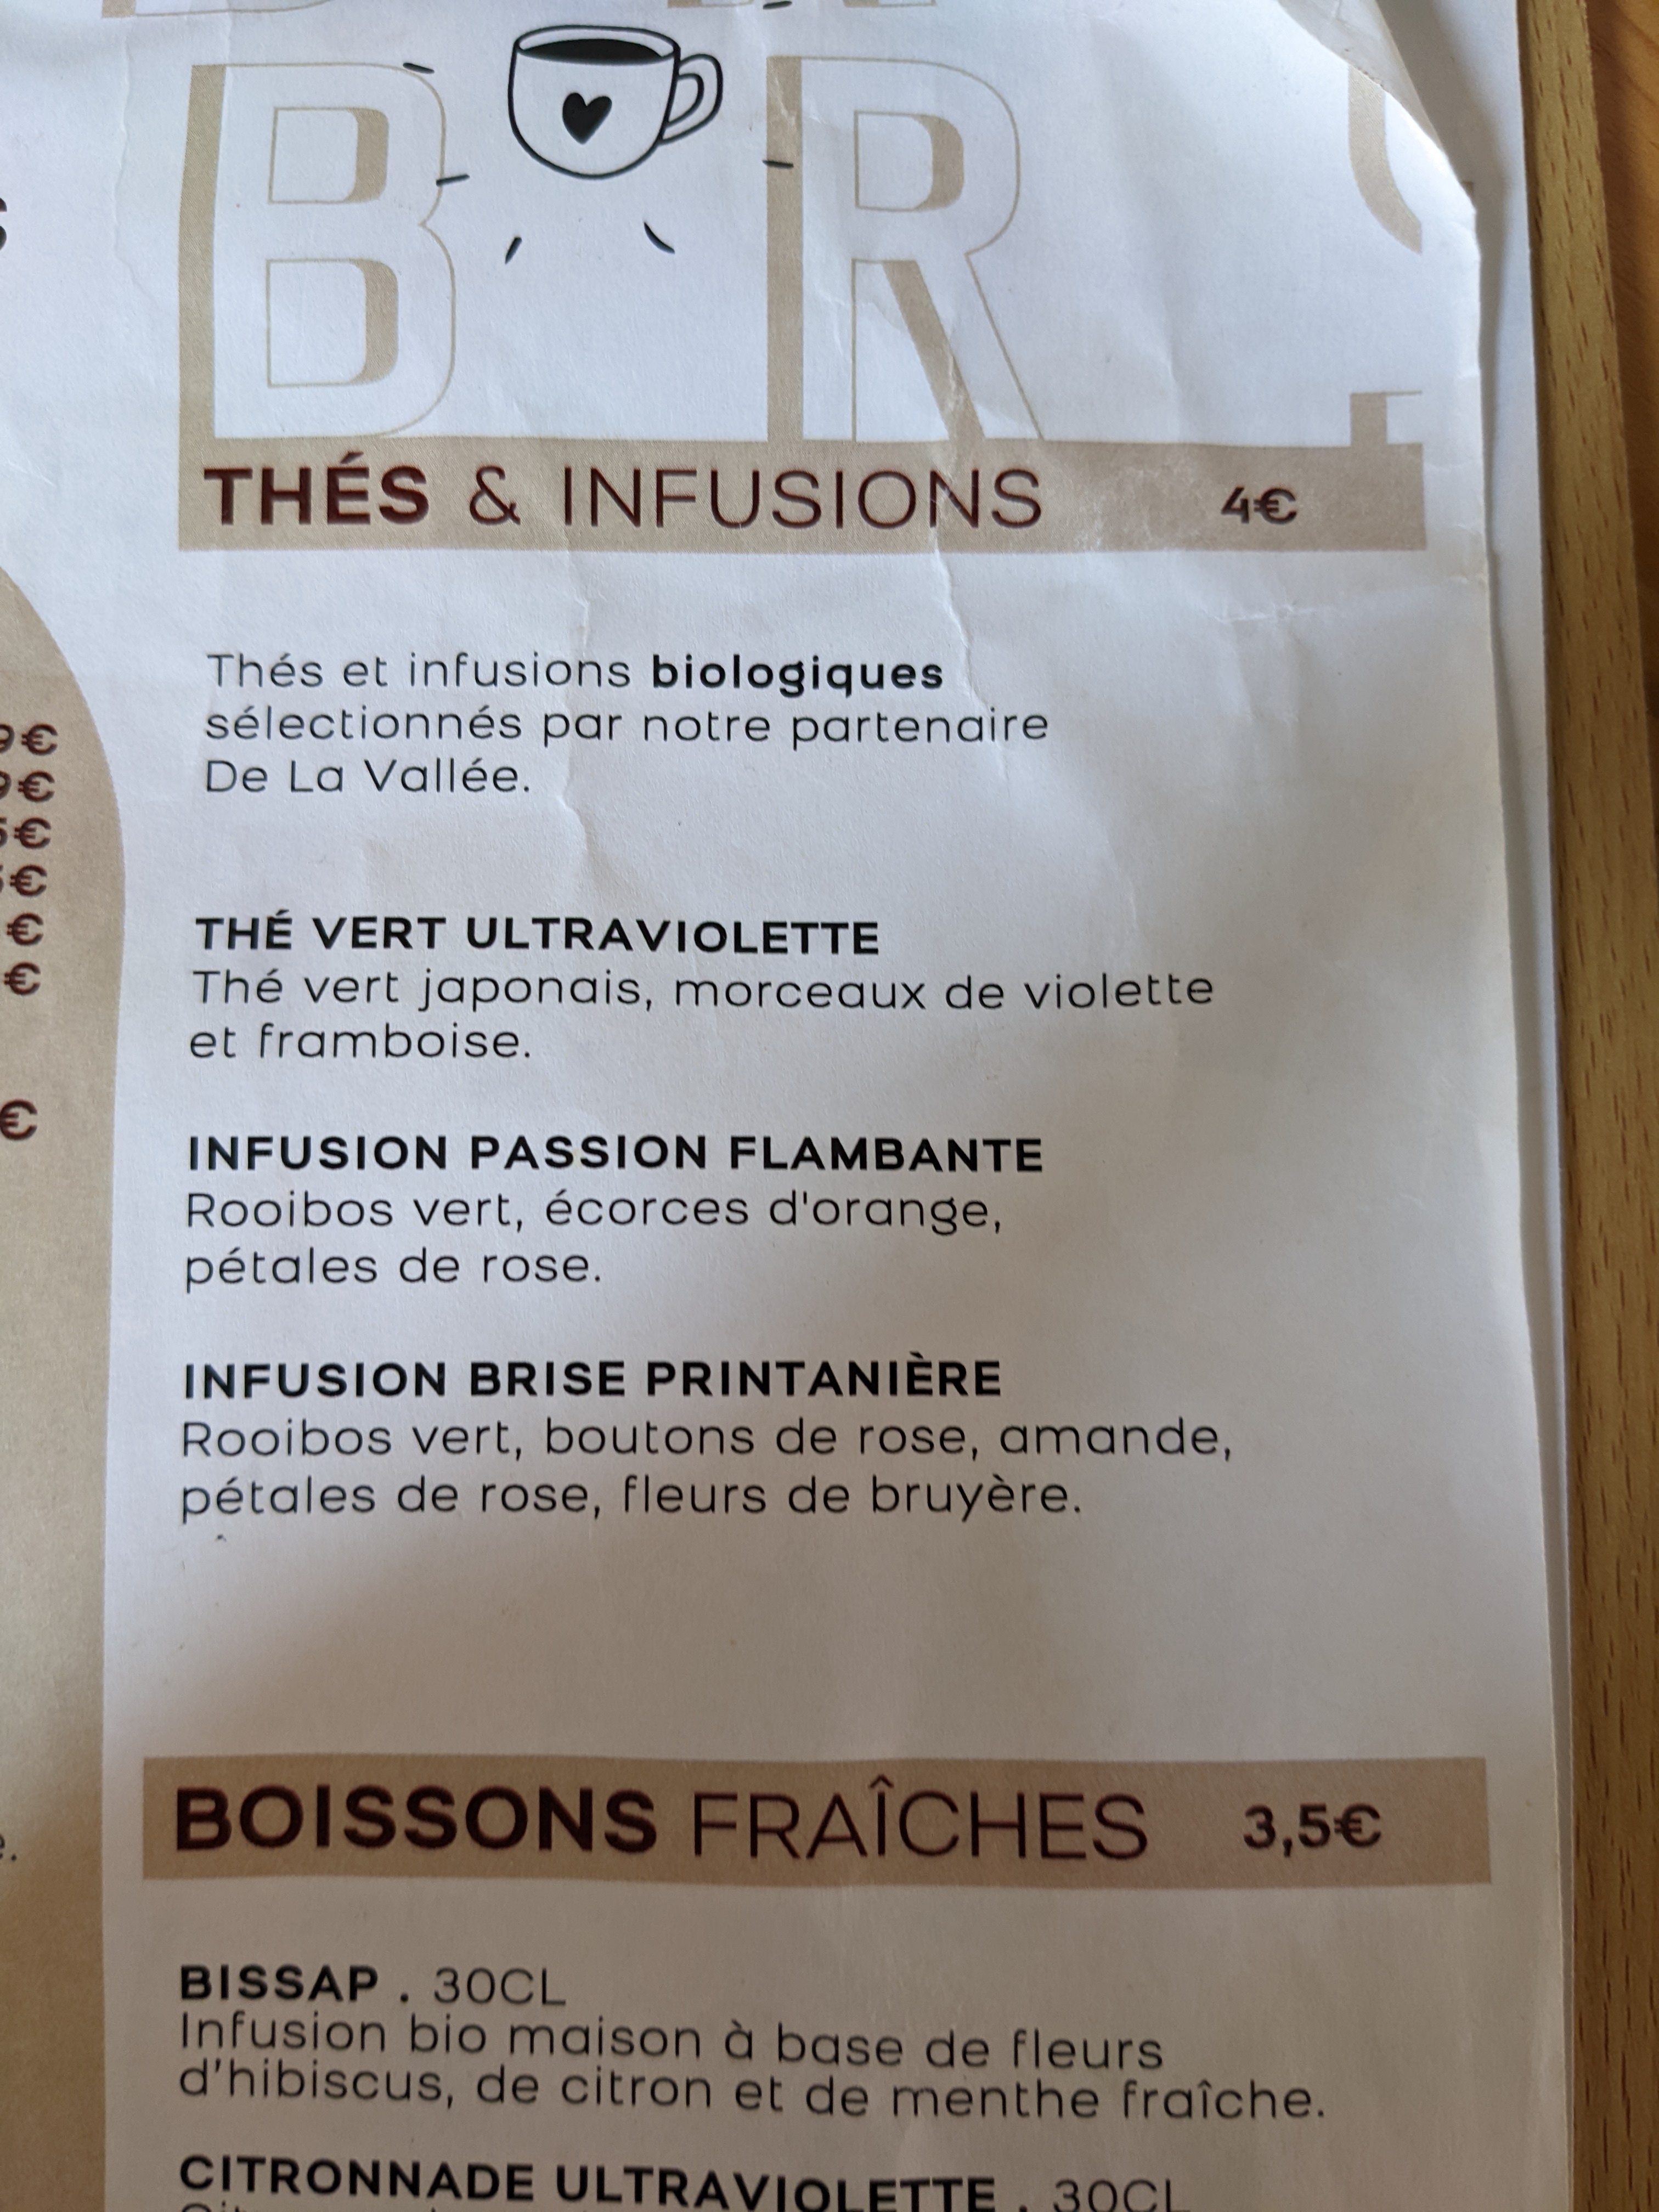 B R
THÉS & INFUSIONS 4€
Thés et infusions biologiques
sélectionnés par notre partenaire
De La Vallée.
THÉ VERT ULTRAVIOLETTE
Thé vert japonais, morceaux de violette
et framboise.
INFUSION PASSION FLAMBANTE
Rooibos vert, écorces d'orange,
pétales de rose.
INFUSION BRISE PRINTANIÈRE
Rooibos vert, boutons de rose, amande,
pétales de rose, fleurs de bruyère.
BOISSONS FRAÎCHES 3,5€
BISSAP . 30CL
Infusion bio maison à base de fleurs
d'hibiscus, de citron et de menthe fraîche.
CITRONNADE ULTRAVIOLETTE . 30CL